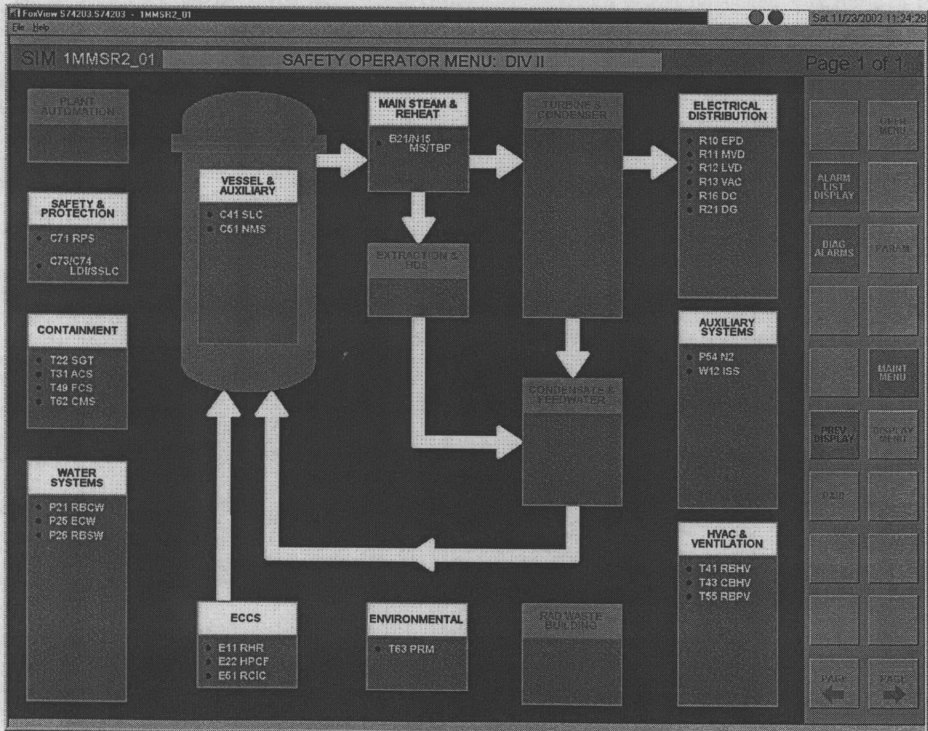 FoxView S74203.S74203 - 1MMSR2_01
Sat 11/23/2002 11:24:28
File Help
SIM 1MMSR2_01
SAFETY OPERATOR MENU: DIV II
Page 1 of 1
PLANT
AUTOMATION
SAFETY &
PROTECTION
C71 RPS
C73/C74
LDI/SSLC
CONTAINMENT
T22 SGT
T31 ACS
T49 FCS
T62 CMS
WATER
SYSTEMS
P21 RBCW
P25 ECW
P26 RBSW
VESSEL &
AUXILIARY
C41 SLC
C51 NMS
ECCS
E11 RHR
E22 HPCF
E51 RCIC
MAIN STEAM &
REHEAT
B21/N15
MS/TBP
EXTRACTION &
HDS
ENVIRONMENTAL
T63 PRM
TURBINE &
CONDENSER
CONDENSATE &
FEEDWATER
RAD WASTE
BUILDING
ELECTRICAL
DISTRIBUTION
R10 EPD
R11 MVD
R12 LVD
R13 VAC
R16 DC
R21 DG
AUXILIARY
SYSTEMS
P54 N2
W12 ISS
HVAC &
VENTILATION
T41 RBHV
T43 CBHV
T55 RBPV
OPER
MENU
ALARM
LIST
DISPLAY
DIAG
ALARMS
PARAM
MAINT
MENU
PREV
DISPLAY
DISPLAY
MENU
PAGE
PAGE